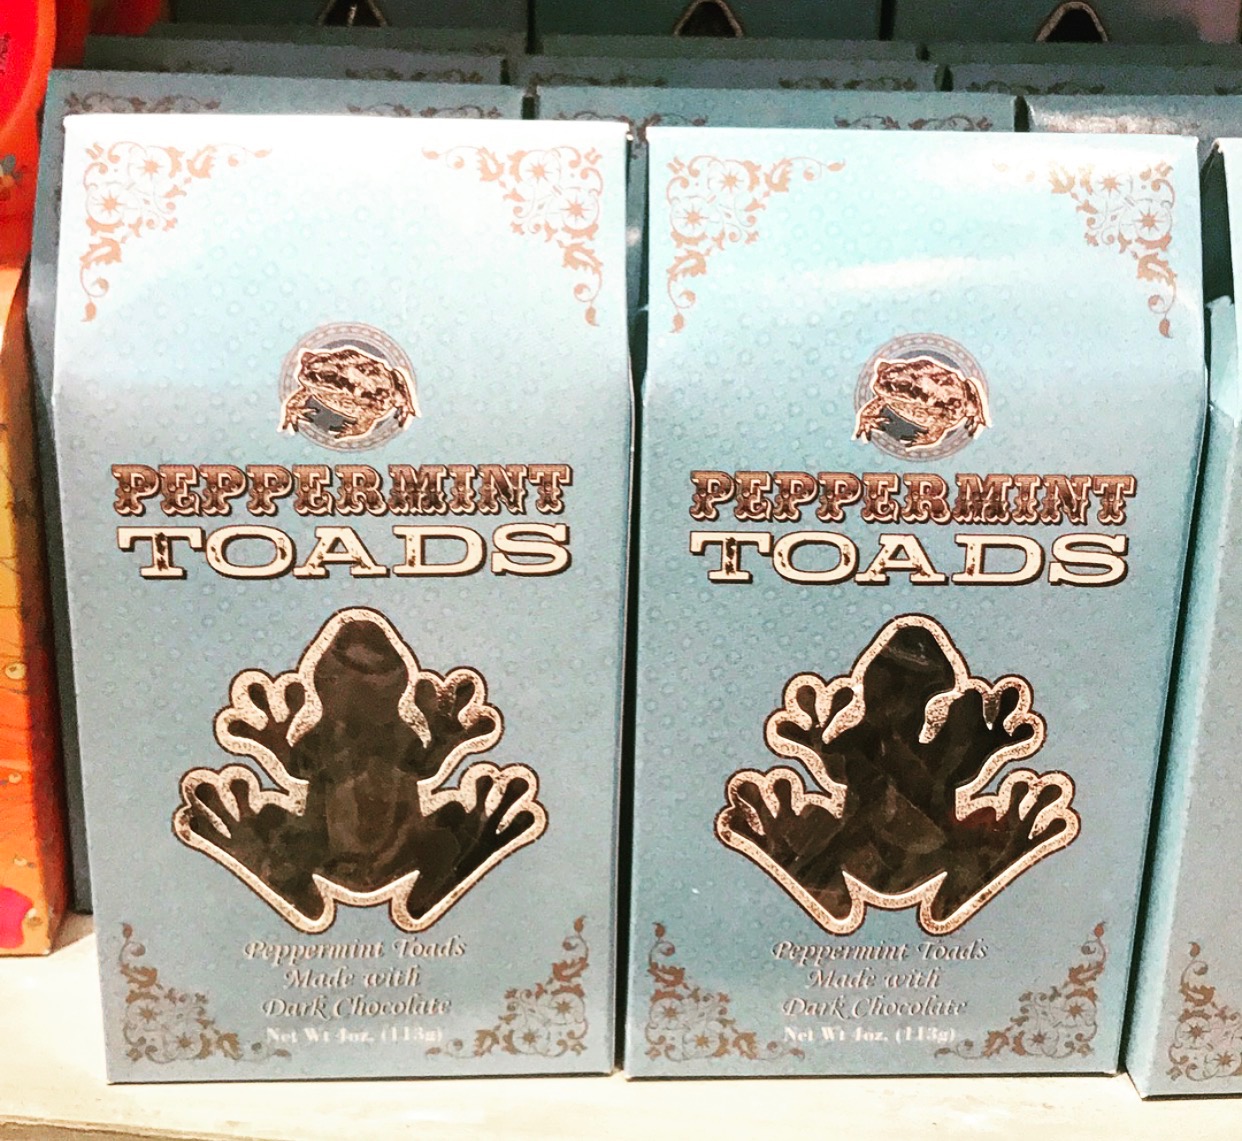 PEPPERMINT
TOADS
Peppermint Toads
Made with
Dark Chocolate
Net Wt 4oz. (113g)
PEPPERMINT
TOADS
Peppermint Toads
Made with
Dark Chocolate
Net Wt 4oz. (113g)